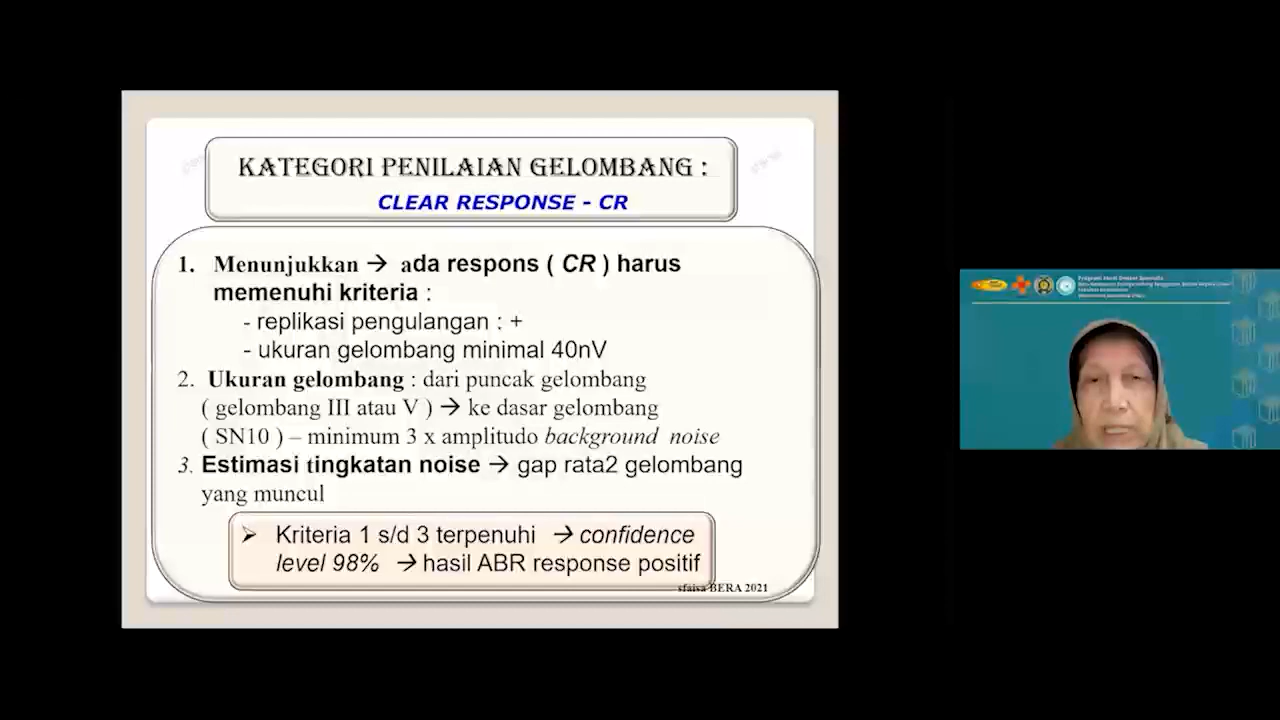 KATEGORI PENILAIAN GELOMBANG :
CLEAR RESPONSE - CR
1. Menunjukkan → ada respons ( CR ) harus
memenuhi kriteria :
- replikasi pengulangan : +
- ukuran gelombang minimal 40nV
2. Ukuran gelombang : dari puncak gelombang
( gelombang III atau V ) → ke dasar gelombang
( SN10 ) – minimum 3 x amplitudo background noise
3. Estimasi tingkatan noise → gap rata2 gelombang
yang muncul
➢ Kriteria 1 s/d 3 terpenuhi → confidence
level 98% → hasil ABR response positif
sfaisa BERA 2021